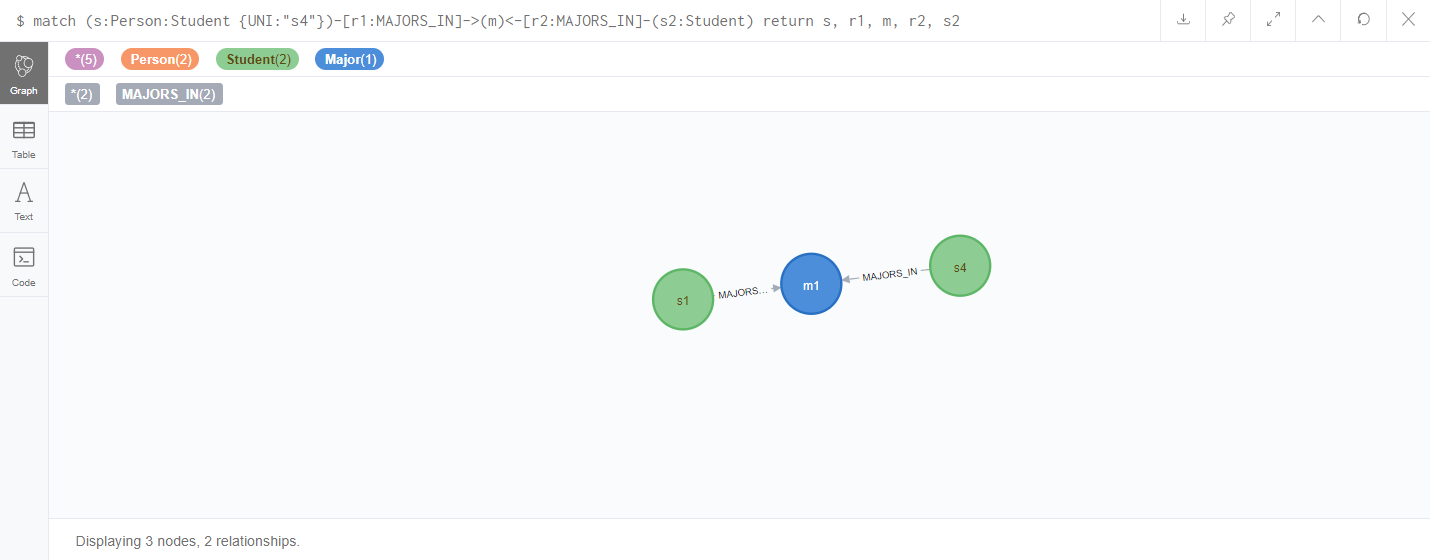 $ match (s:Person:Student {UNI:"s4"})-[r1:MAJORS_IN]->(m)<-[r2:MAJORS_IN]-(s2:Student) return s, r1, m, r2, s2
Graph
*(5) Person(2) Student(2) Major(1)
*(2) MAJORS_IN(2)
Table
Text
Code
s1 MAJORS... m1 MAJORS_IN s4
Displaying 3 nodes, 2 relationships.